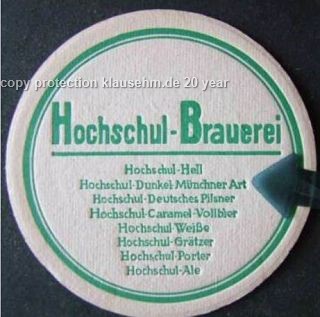 copy protection klausehm.de 20 year
Hochschul-Brauerei
Hochschul-Hell
Hochschul-Dunkel Münchner Art
Hochschul-Deutsches Pilsner
Hochschul-Caramel-Vollbier
Hochschul-Weiße
Hochschul-Grätzer
Hochschul-Porter
Hochschul-Ale